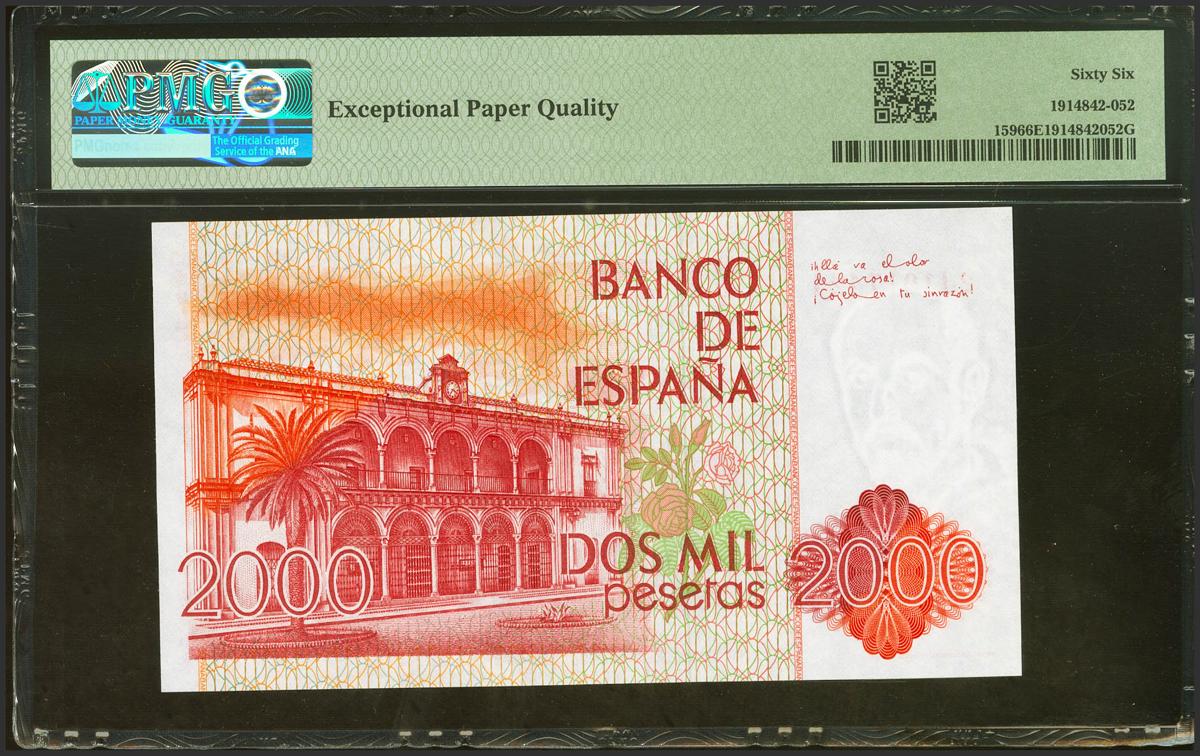 PMG
PAPER MONEY GUARANTY
The Official Grading
Service of the ANA
Exceptional Paper Quality
Sixty Six
1914842-052
15966E1914842052G
BANCO
DE
ESPAÑA
¡Allá va el olor
de la rosa!
¡Cójelo en tu sinrazón!
2000
DOS MIL
pesetas
2000